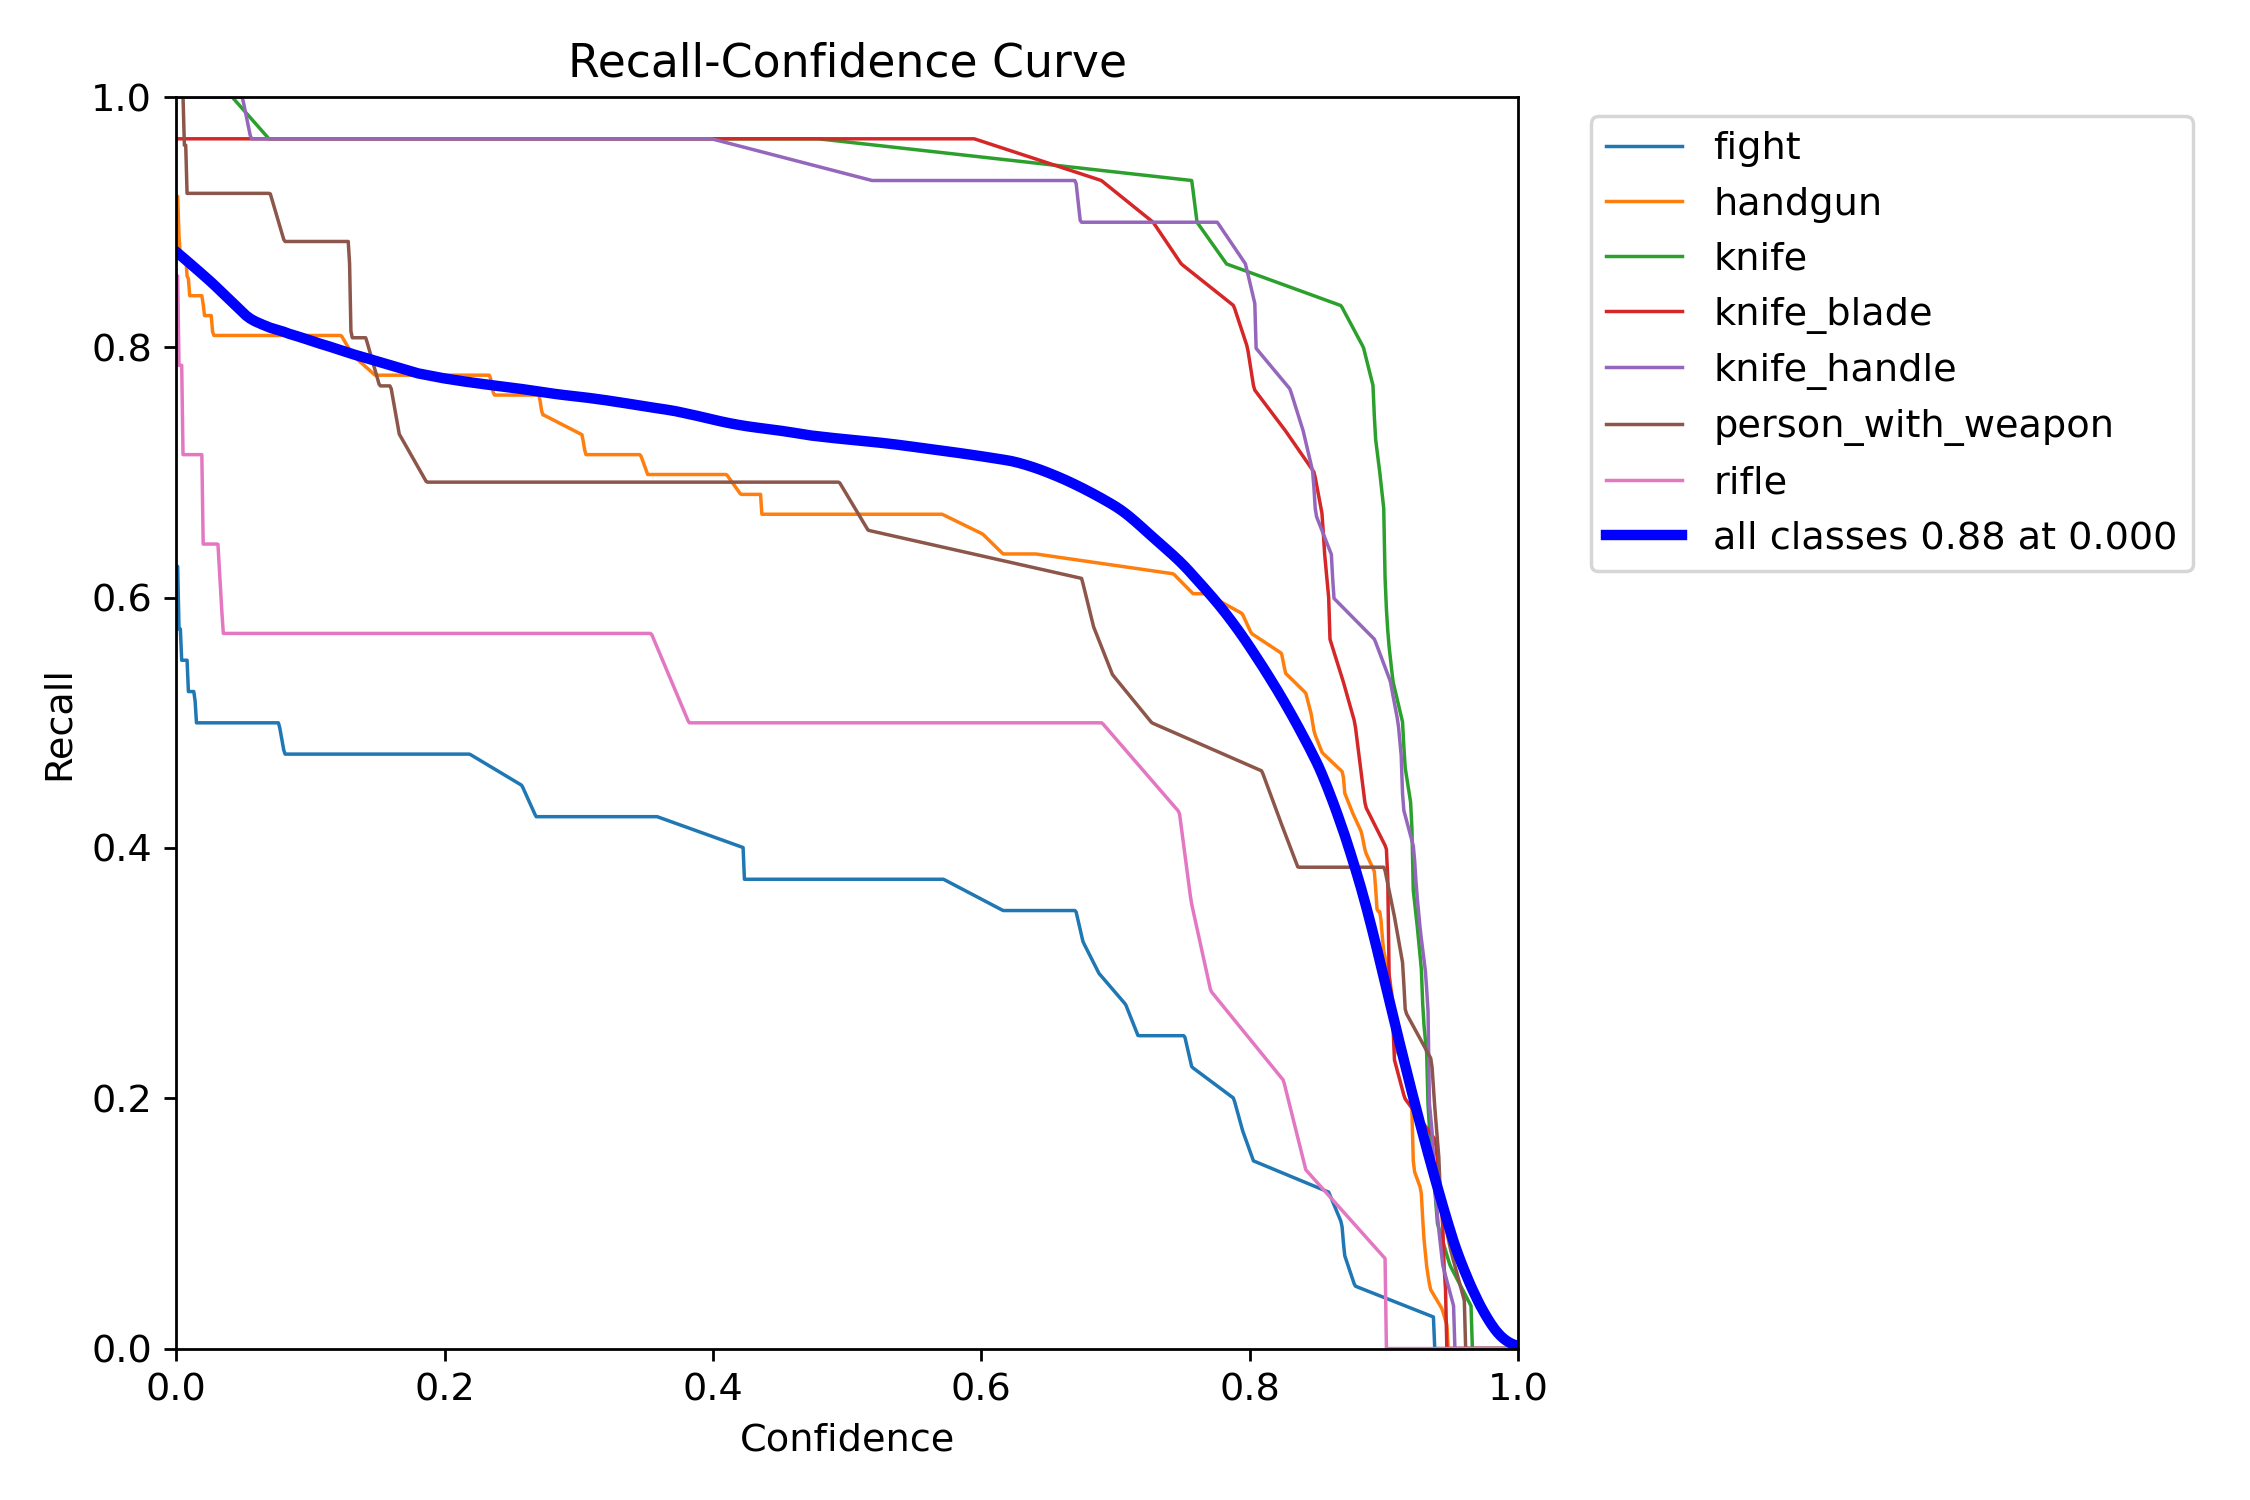 Recall-Confidence Curve
1.0
0.8
0.6
0.4
0.2
0.0
Recall
0.0 0.2 0.4 0.6 0.8 1.0
Confidence
fight
handgun
knife
knife_blade
knife_handle
person_with_weapon
rifle
all classes 0.88 at 0.000